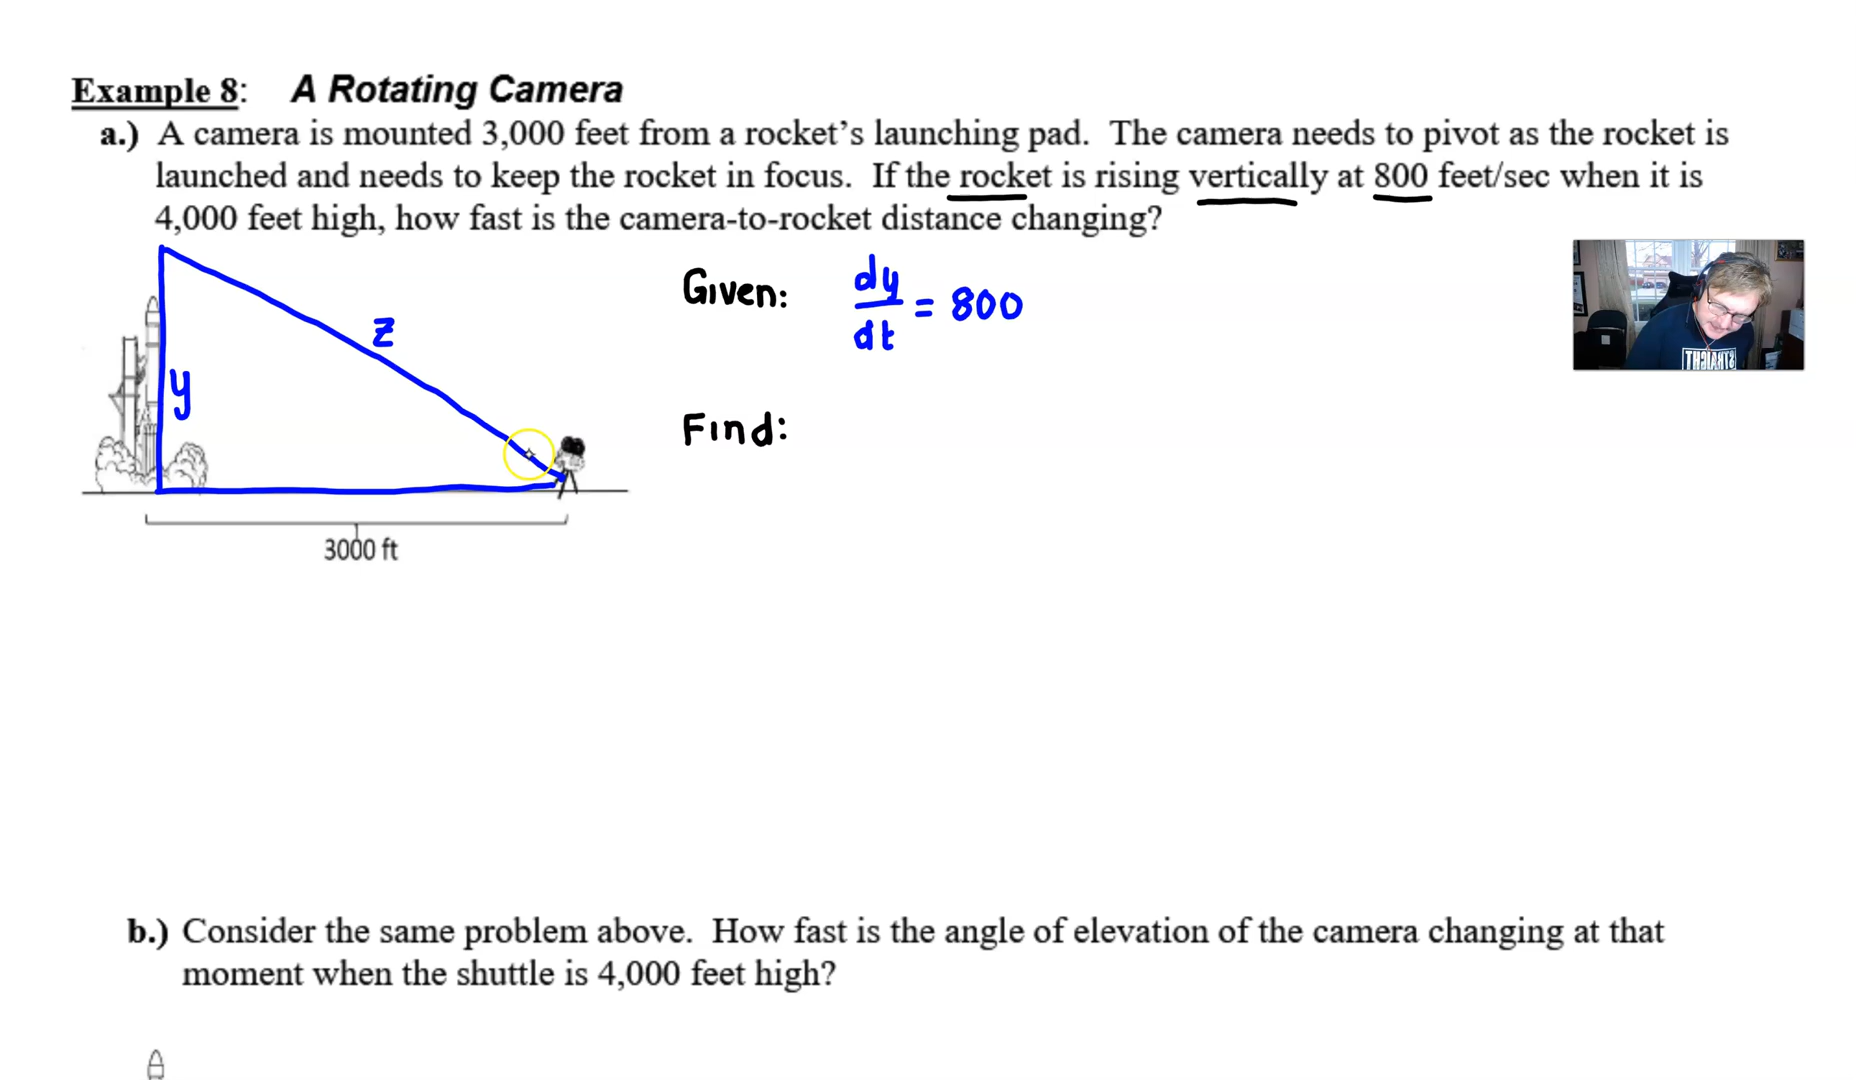 Example 8: A Rotating Camera
a.) A camera is mounted 3,000 feet from a rocket’s launching pad. The camera needs to pivot as the rocket is
launched and needs to keep the rocket in focus. If the rocket is rising vertically at 800 feet/sec when it is
4,000 feet high, how fast is the camera-to-rocket distance changing?
Given: dy/dt = 800
z
y
Find:
3000 ft
b.) Consider the same problem above. How fast is the angle of elevation of the camera changing at that
moment when the shuttle is 4,000 feet high?